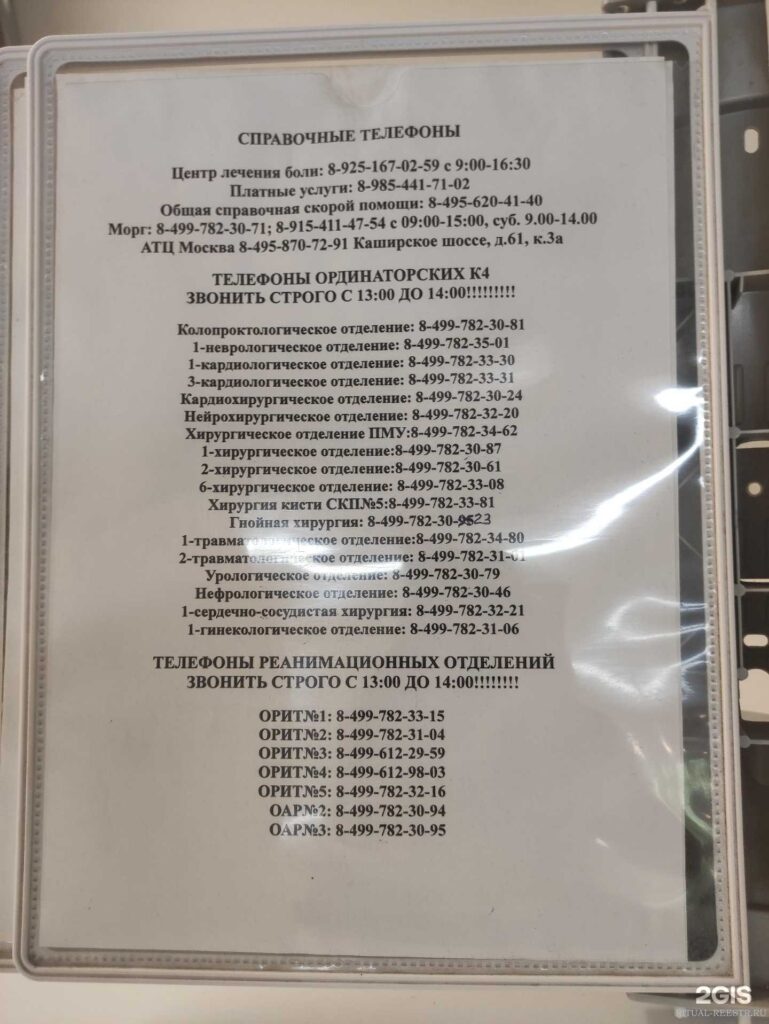 СПРАВОЧНЫЕ ТЕЛЕФОНЫ
Центр лечения боли: 8-925-167-02-59 с 9:00-16:30
Платные услуги: 8-985-441-71-02
Общая справочная скорой помощи: 8-495-620-41-40
Морг: 8-499-782-30-71; 8-915-411-47-54 с 09:00-15:00, суб. 9.00-14.00
АТЦ Москва 8-495-870-72-91 Каширское шоссе, д.61, к.3а
ТЕЛЕФОНЫ ОРДИНАТОРСКИХ К4
ЗВОНИТЬ СТРОГО С 13:00 ДО 14:00!!!!!!!!!
Колопроктологическое отделение: 8-499-782-30-81
1-неврологическое отделение: 8-499-782-35-01
1-кардиологическое отделение: 8-499-782-33-30
3-кардиологическое отделение: 8-499-782-33-31
Кардиохирургическое отделение: 8-499-782-30-24
Нейрохирургическое отделение: 8-499-782-32-20
Хирургическое отделение ПМУ:8-499-782-34-62
1-хирургическое отделение:8-499-782-30-87
2-хирургическое отделение:8-499-782-30-61
6-хирургическое отделение: 8-499-782-33-08
Хирургия кисти СКП№5:8-499-782-33-81
Гнойная хирургия: 8-499-782-30-23
1-травматологическое отделение:8-499-782-34-80
2-травматологическое отделение: 8-499-782-31-01
Урологическое отделение: 8-499-782-30-79
Нефрологическое отделение: 8-499-782-30-46
1-сердечно-сосудистая хирургия: 8-499-782-32-21
1-гинекологическое отделение: 8-499-782-31-06
ТЕЛЕФОНЫ РЕАНИМАЦИОННЫХ ОТДЕЛЕНИЙ
ЗВОНИТЬ СТРОГО С 13:00 ДО 14:00!!!!!!!!
ОРИТ№1: 8-499-782-33-15
ОРИТ№2: 8-499-782-31-04
ОРИТ№3: 8-499-612-29-59
ОРИТ№4: 8-499-612-98-03
ОРИТ№5: 8-499-782-32-16
ОАР№2: 8-499-782-30-94
ОАР№3: 8-499-782-30-95
2GIS
RITUAL-REESTR.RU